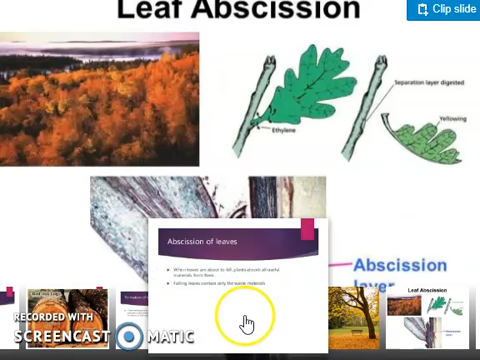 Leaf Abscission
Clip slide
Separation layer digested
Ethylene
Yellowing
Abscission of leaves
When leaves are about to fall, plants absorb all useful
materials from them
Falling leaves contain only the waste materials
Abscission
layer
Leaf Abscission
RECORDED WITH
SCREENCAST MATIC